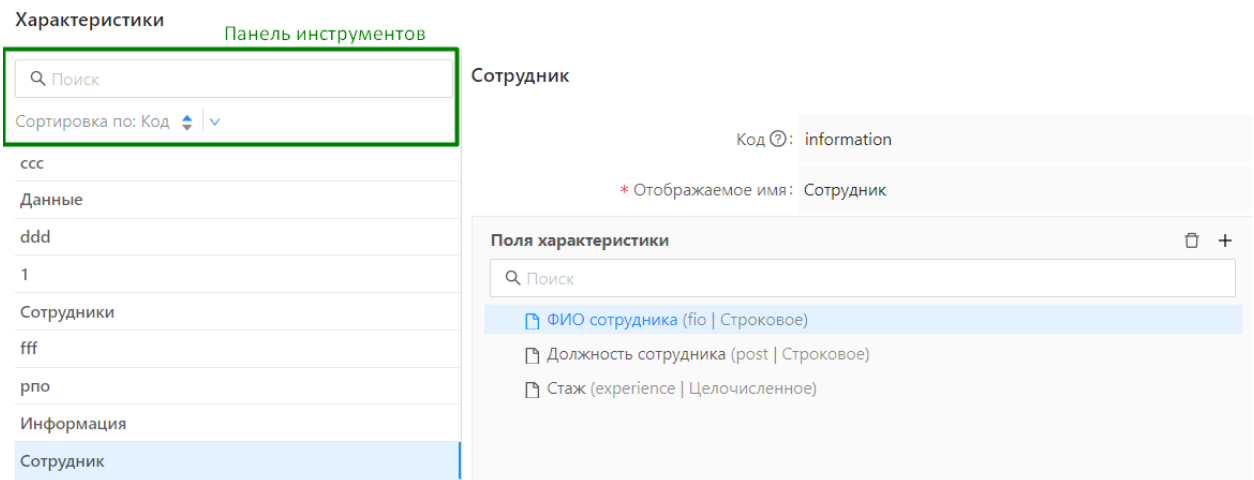 Характеристики
Панель инструментов
Поиск
Сортировка по: Код
ссс
Данные
ddd
1
Сотрудники
fff
рпо
Информация
Сотрудник
Сотрудник
Код ?: information
* Отображаемое имя: Сотрудник
Поля характеристики
Поиск
ФИО сотрудника (fio | Строковое)
Должность сотрудника (post | Строковое)
Стаж (experience | Целочисленное)